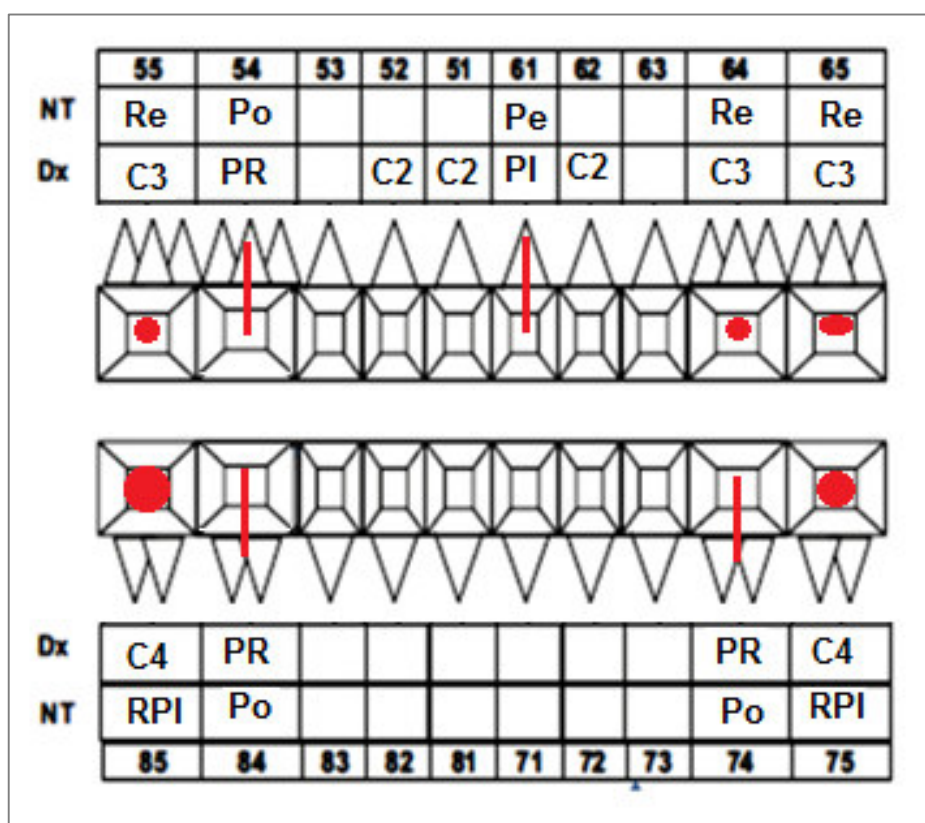 55 54 53 52 51 61 62 63 64 65
NT Re Po Pe Re Re
Dx C3 PR C2 C2 PI C2 C3 C3
Dx C4 PR PR C4
NT RPI Po Po RPI
85 84 83 82 81 71 72 73 74 75